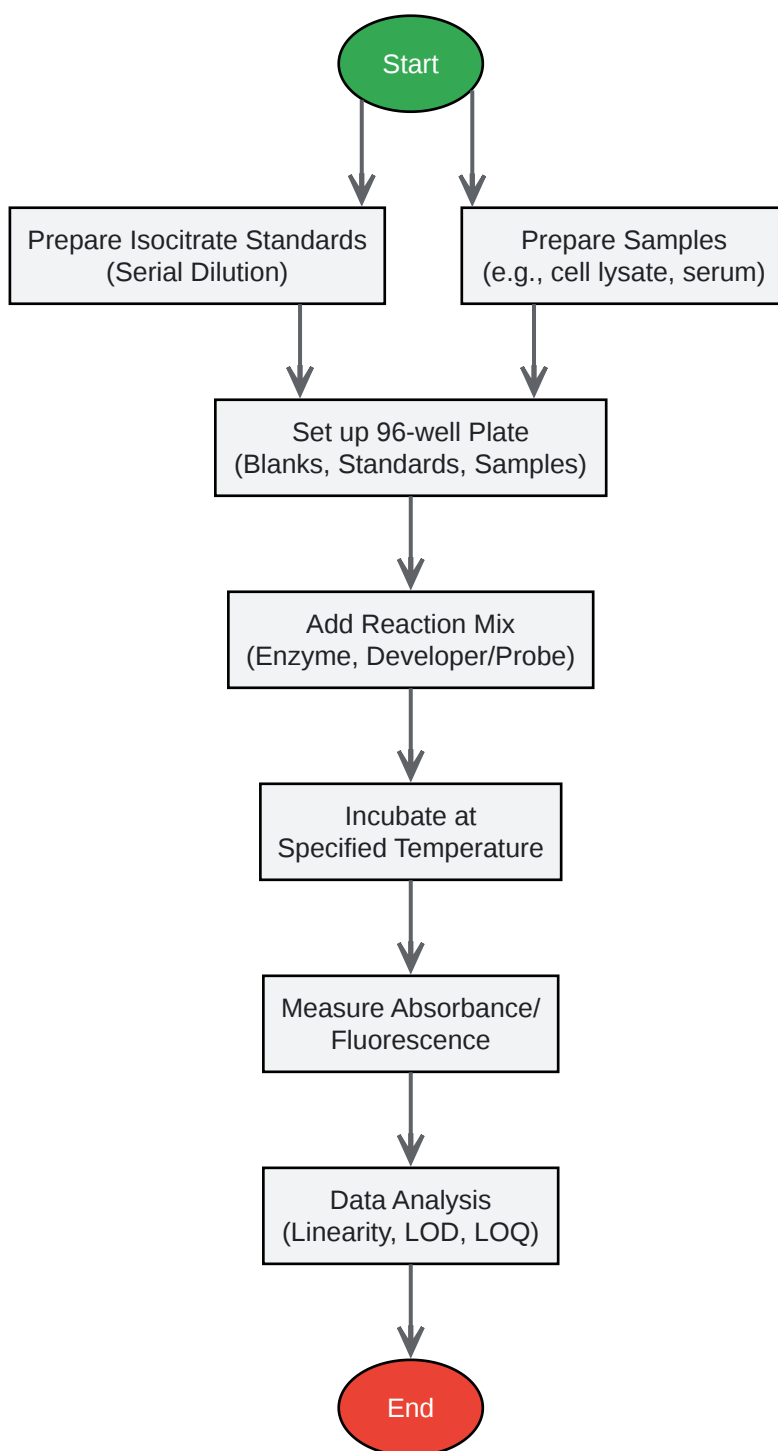 Start
Prepare Isocitrate Standards
(Serial Dilution)
Prepare Samples
(e.g., cell lysate, serum)
Set up 96-well Plate
(Blanks, Standards, Samples)
Add Reaction Mix
(Enzyme, Developer/Probe)
Incubate at
Specified Temperature
Measure Absorbance/
Fluorescence
Data Analysis
(Linearity, LOD, LOQ)
End